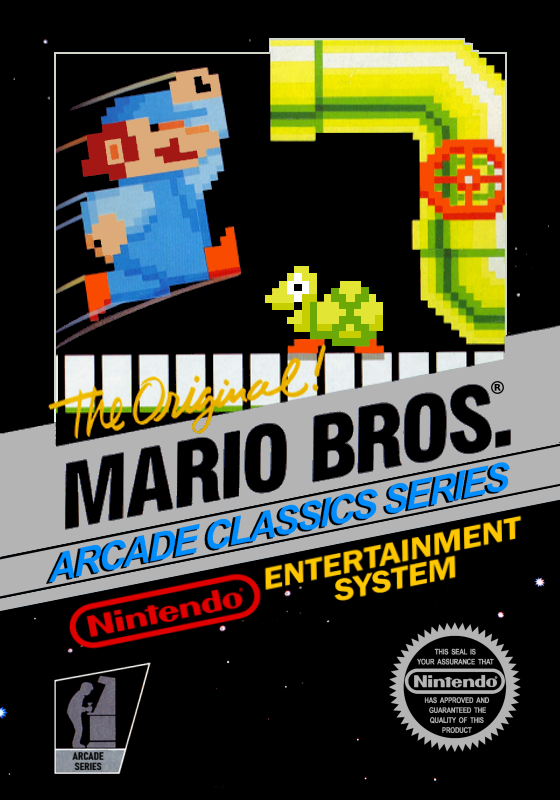 The Original!
MARIO BROS.®
ARCADE CLASSICS SERIES
Nintendo®
ENTERTAINMENT
SYSTEM
ARCADE
SERIES
THIS SEAL IS
YOUR ASSURANCE THAT
Nintendo®
HAS APPROVED AND
GUARANTEED THE
QUALITY OF THIS
PRODUCT